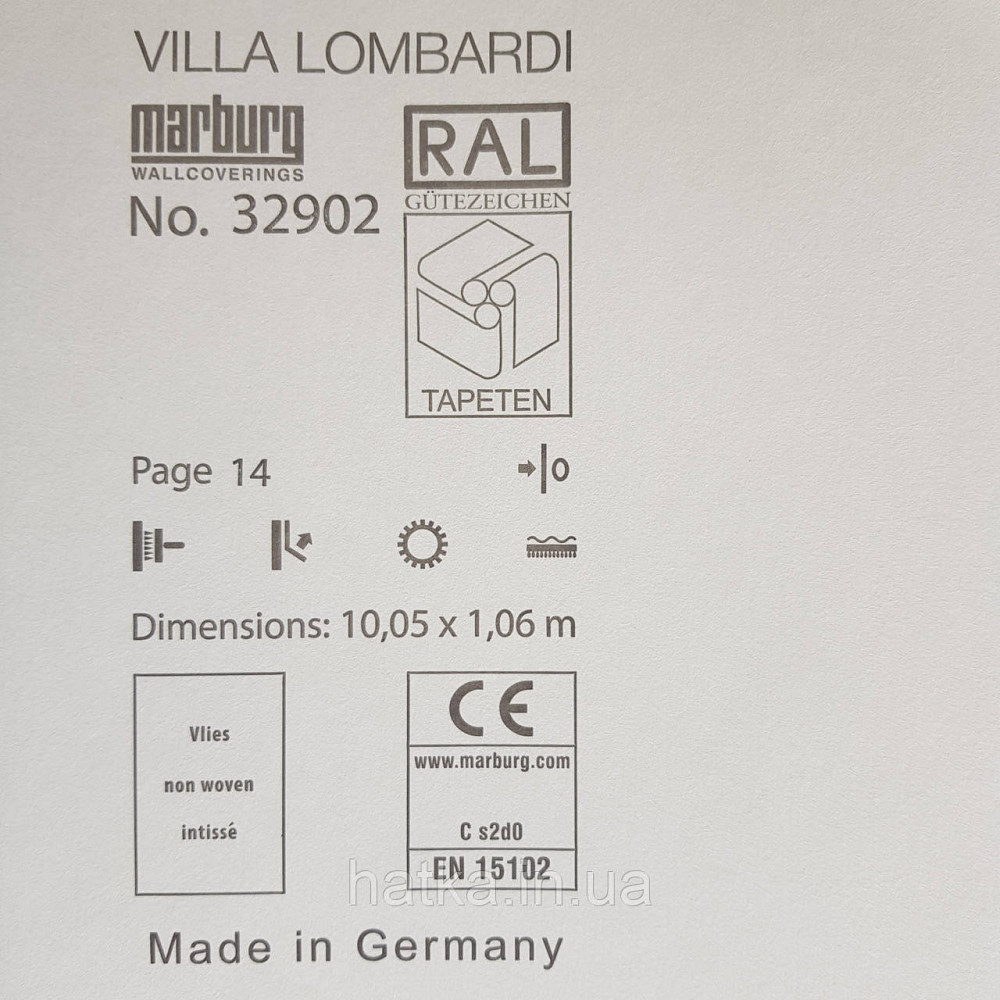 VILLA LOMBARDI
marburg
WALLCOVERINGS
No. 32902
RAL
GÜTEZEICHEN
TAPETEN
Page 14
0
Dimensions: 10,05 x 1,06 m
Vlies
non woven
intissé
CE
www.marburg.com
C s2d0
EN 15102
hatka.in.ua
Made in Germany